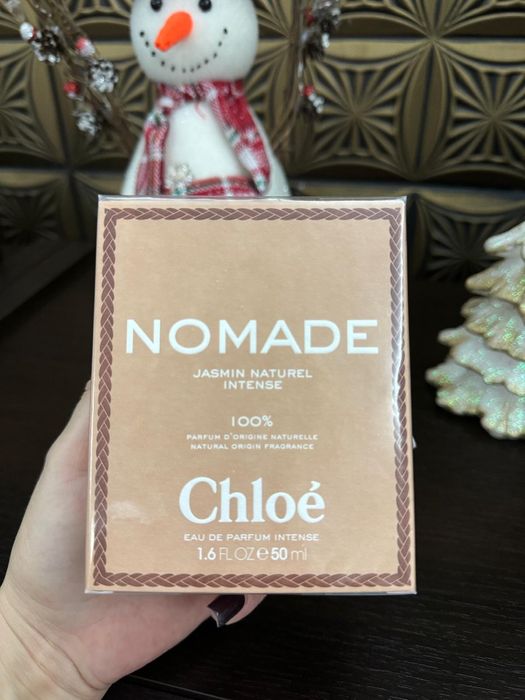 NOMADE
JASMIN NATUREL
INTENSE
100%
PARFUM D'ORIGINE NATURELLE
NATURAL ORIGIN FRAGRANCE
Chloé
EAU DE PARFUM INTENSE
1.6 FL OZ e 50 ml